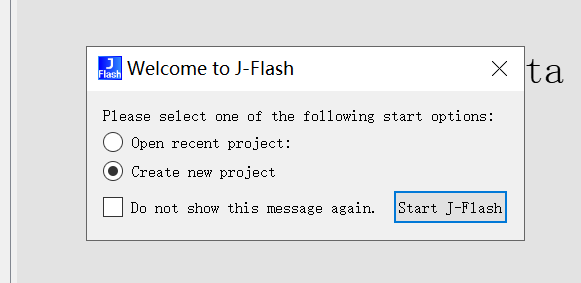 J
Flash
Welcome to J-Flash
ta
Please select one of the following start options:
Open recent project:
Create new project
Do not show this message again.
Start J-Flash